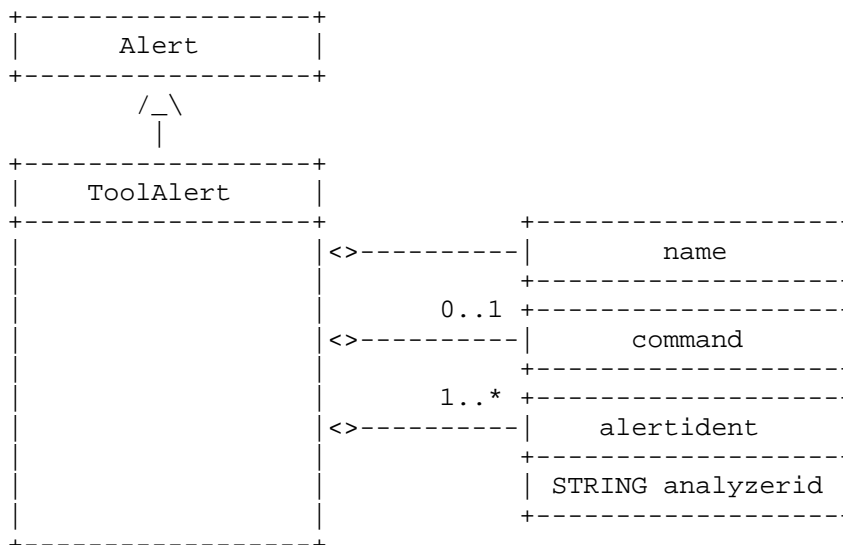 Alert
ToolAlert
name
0..1
command
1..*
alertident
STRING analyzerid